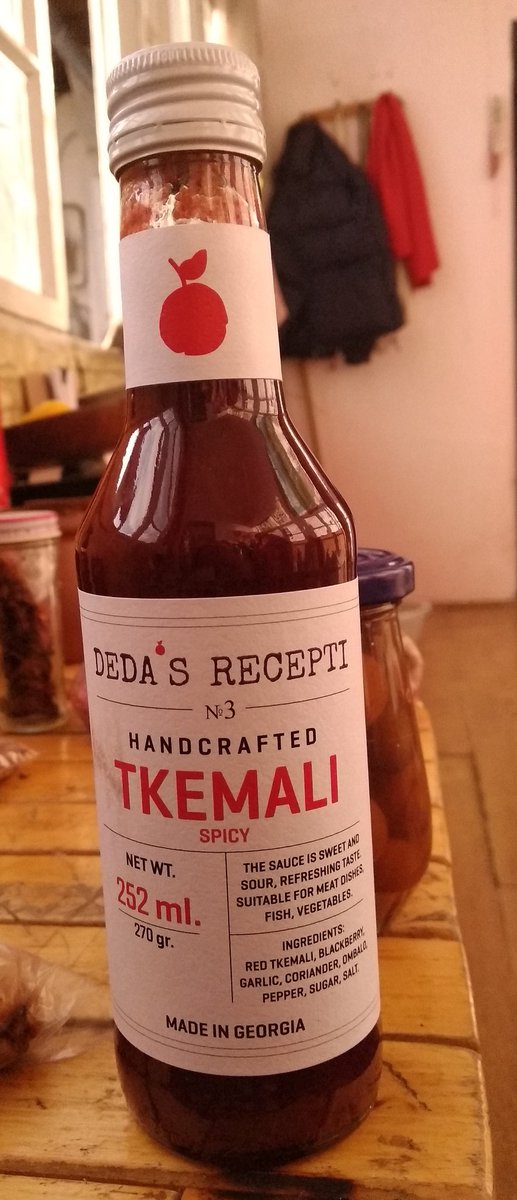 DEDA'S RECEPTI
№3
HANDCRAFTED
TKEMALI
SPICY
NET WT.
252 ml.
270 gr.
THE SAUCE IS SWEET AND
SOUR, REFRESHING TASTE.
SUITABLE FOR MEAT DISHES,
FISH, VEGETABLES.
INGREDIENTS:
RED TKEMALI, BLACKBERRY,
GARLIC, CORIANDER, OMBALO,
PEPPER, SUGAR, SALT.
MADE IN GEORGIA